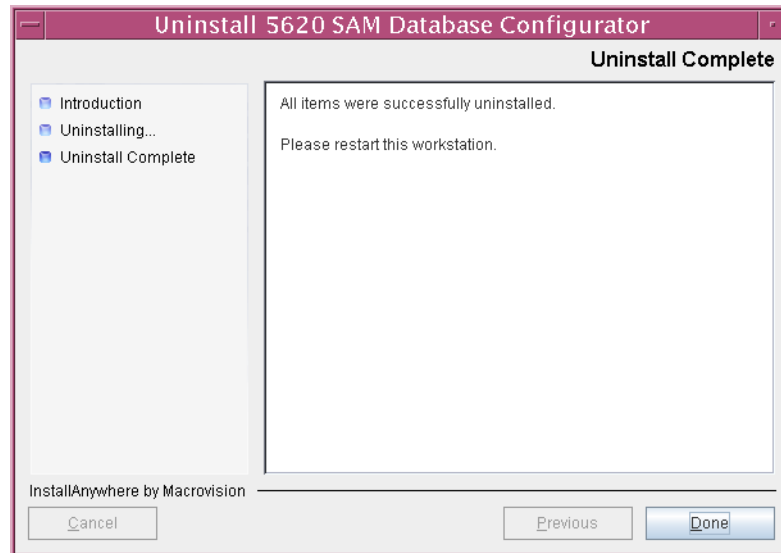 Uninstall 5620 SAM Database Configurator
Uninstall Complete
Introduction
Uninstalling...
Uninstall Complete
All items were successfully uninstalled.
Please restart this workstation.
InstallAnywhere by Macrovision
Cancel
Previous
Done